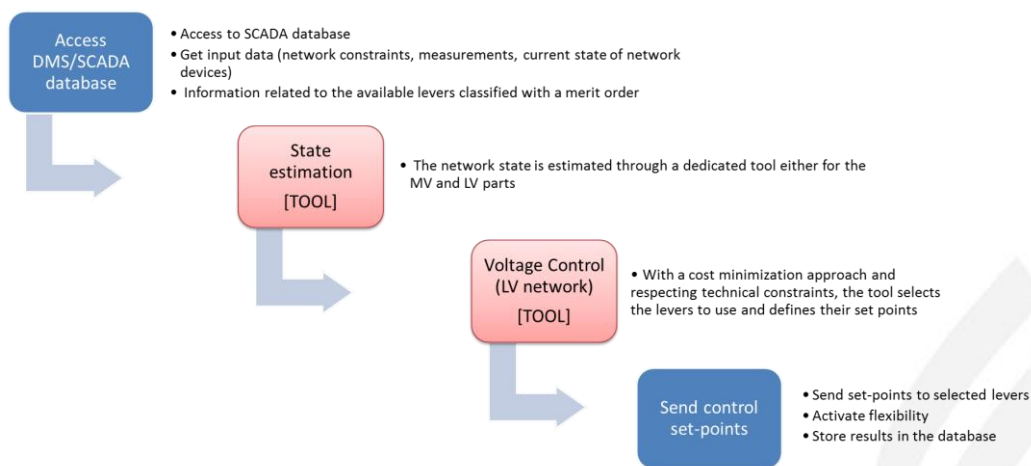 Access
DMS/SCADA
database
• Access to SCADA database
• Get input data (network constraints, measurements, current state of network
devices)
• Information related to the available levers classified with a merit order
State
estimation
[TOOL]
• The network state is estimated through a dedicated tool either for the
MV and LV parts
Voltage Control
(LV network)
[TOOL]
• With a cost minimization approach and
respecting technical constraints, the tool selects
the levers to use and defines their set points
Send control
set-points
• Send set-points to selected levers
• Activate flexibility
• Store results in the database